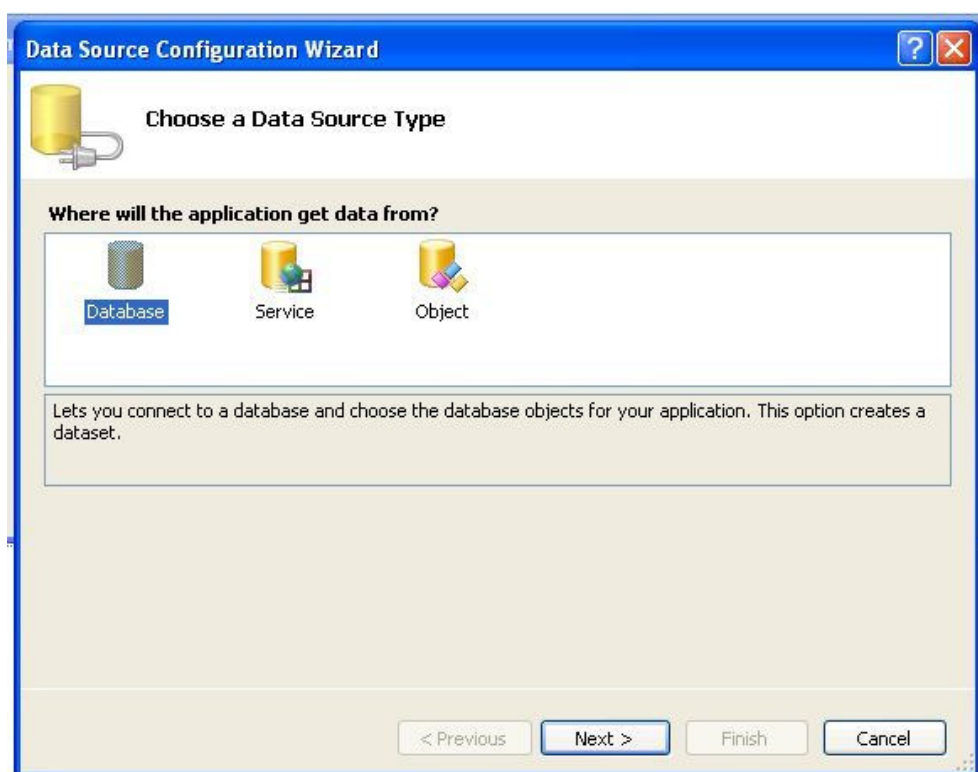 Data Source Configuration Wizard
Choose a Data Source Type
Where will the application get data from?
Database Service Object
Lets you connect to a database and choose the database objects for your application. This option creates a
dataset.
< Previous Next > Finish Cancel